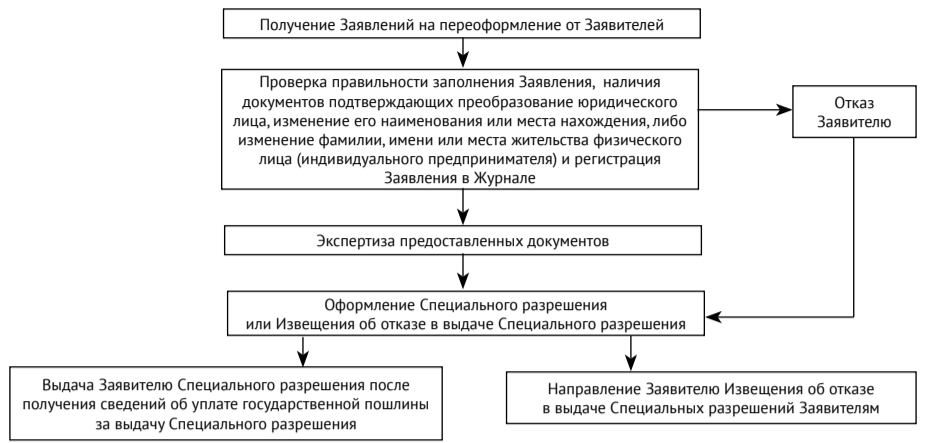 Получение Заявлений на переоформление от Заявителей
Проверка правильности заполнения Заявления, наличия
документов подтверждающих преобразование юридического
лица, изменение его наименования или места нахождения, либо
изменение фамилии, имени или места жительства физического
лица (индивидуального предпринимателя) и регистрация
Заявления в Журнале
Отказ
Заявителю
Экспертиза предоставленных документов
Оформление Специального разрешения
или Извещения об отказе в выдаче Специального разрешения
Выдача Заявителю Специального разрешения после
получения сведений об уплате государственной пошлины
за выдачу Специального разрешения
Направление Заявителю Извещения об отказе
в выдаче Специальных разрешений Заявителям